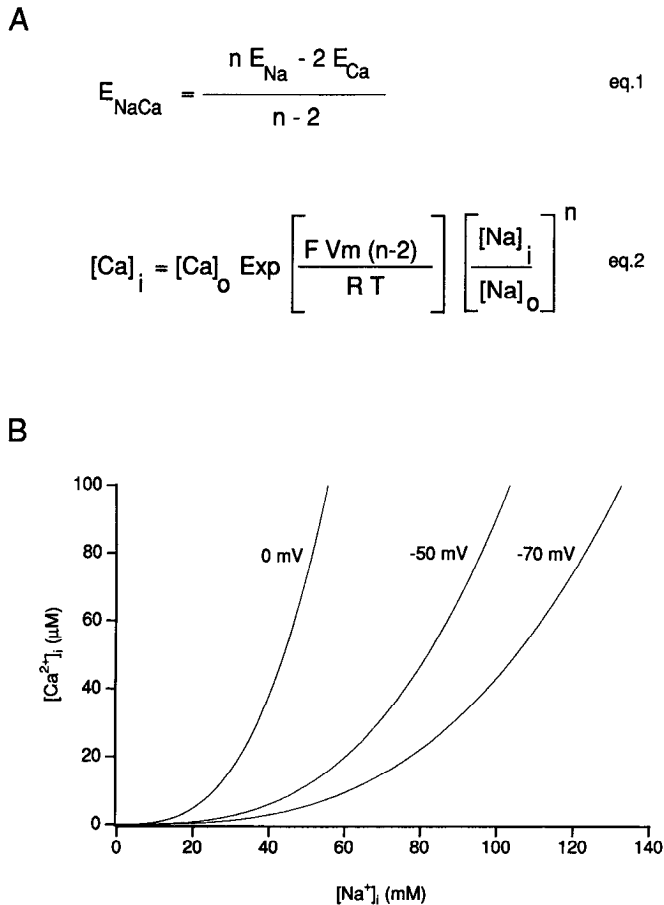 A
E_NaCa = n E_Na - 2 E_Ca / n - 2 eq.1
[Ca]_i = [Ca]_o Exp [F Vm (n-2) / R T] [[Na]_i / [Na]_o]^n eq.2
B
100
80
60
40
20
0
[Ca²⁺]_i (μM)
0 mV
-50 mV
-70 mV
0 20 40 60 80 100 120 140
[Na⁺]_i (mM)